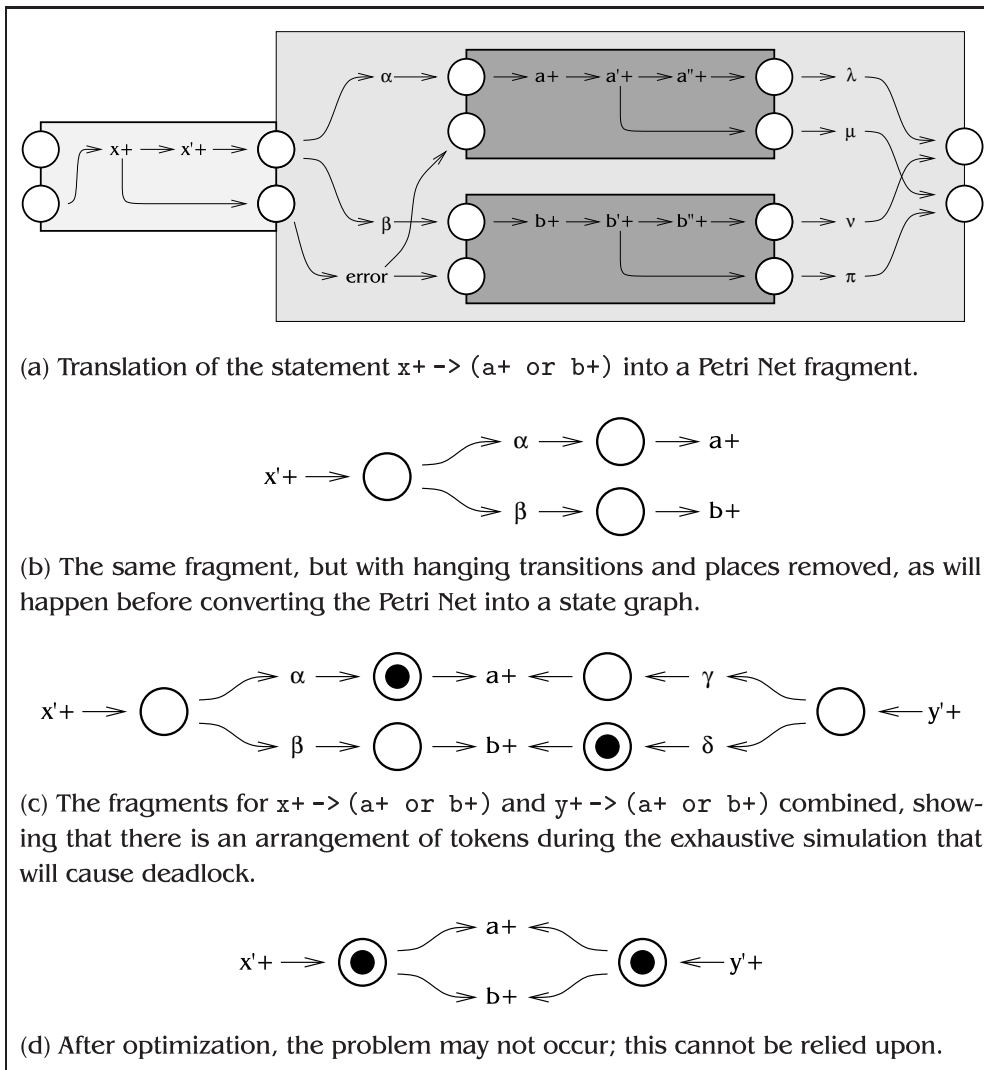 α a+ a'+ a"+ λ
x+ x'+ μ
β b+ b'+ b"+ ν
error π
(a) Translation of the statement x+ -> (a+ or b+) into a Petri Net fragment.
α a+
x'+
β b+
(b) The same fragment, but with hanging transitions and places removed, as will
happen before converting the Petri Net into a state graph.
α a+ γ
x'+ y'+
β b+ δ
(c) The fragments for x+ -> (a+ or b+) and y+ -> (a+ or b+) combined, show-
ing that there is an arrangement of tokens during the exhaustive simulation that
will cause deadlock.
a+
x'+ y'+
b+
(d) After optimization, the problem may not occur; this cannot be relied upon.